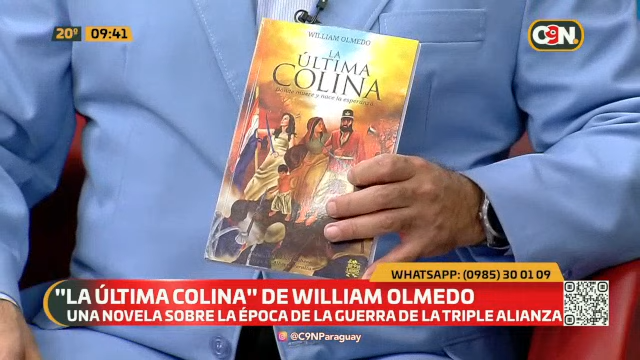 20º
09:41
C9N
WILLIAM OLMEDO
LA
ÚLTIMA
COLINA
Donde muere y nace la esperanza
WHATSAPP: (0985) 30 01 09
"LA ÚLTIMA COLINA" DE WILLIAM OLMEDO
UNA NOVELA SOBRE LA ÉPOCA DE LA GUERRA DE LA TRIPLE ALIANZA
@C9NParaguay